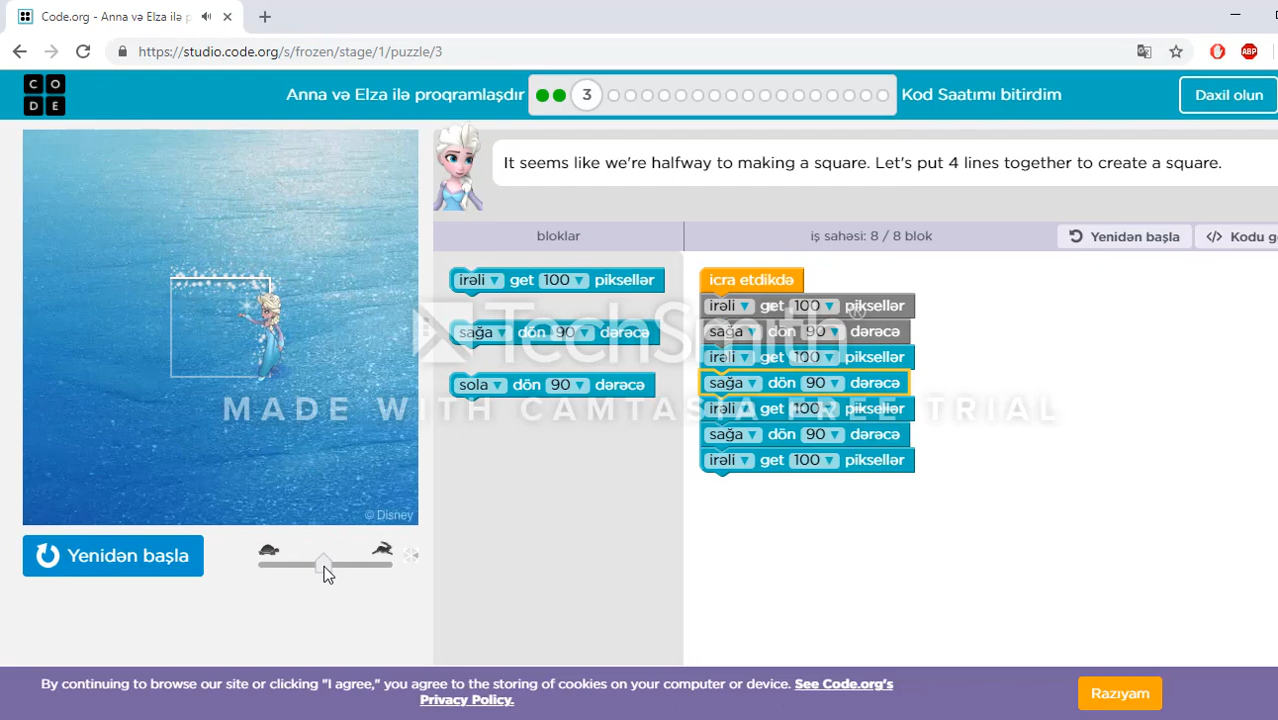 Code.org - Anna və Elza ilə p
https://studio.code.org/s/frozen/stage/1/puzzle/3
ABP
C O
D E
Anna və Elza ilə proqramlaşdır
3
Kod Saatımı bitirdim
Daxil olun
It seems like we're halfway to making a square. Let's put 4 lines together to create a square.
bloklar
iş sahəsi: 8 / 8 blok
Yenidən başla
</> Kodu g
irəli get 100 piksellər
sağa dön 90 dərəcə
sola dön 90 dərəcə
icra etdikdə
irəli get 100 piksellər
sağa dön 90 dərəcə
irəli get 100 piksellər
sağa dön 90 dərəcə
irəli get 100 piksellər
sağa dön 90 dərəcə
irəli get 100 piksellər
TechSmith®
MADE WITH CAMTASIA FREE TRIAL
© Disney
Yenidən başla
By continuing to browse our site or clicking "I agree," you agree to the storing of cookies on your computer or device. See Code.org's
Privacy Policy.
Razıyam